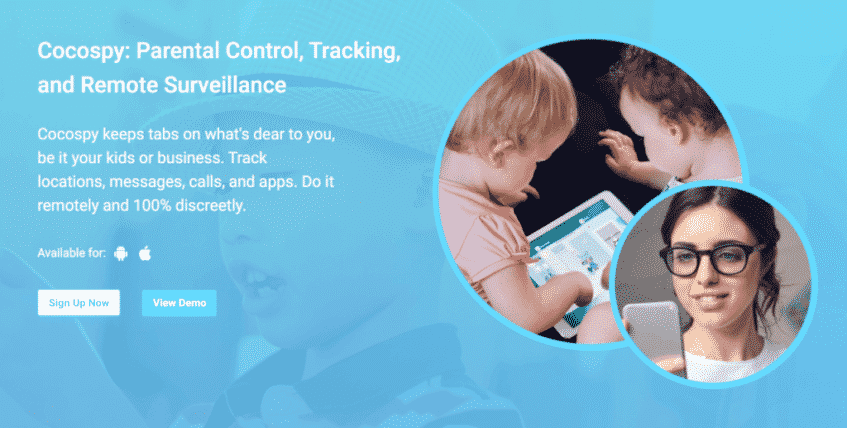 Cocospy: Parental Control, Tracking,
and Remote Surveillance
Cocospy keeps tabs on what's dear to you,
be it your kids or business. Track
locations, messages, calls, and apps. Do it
remotely and 100% discreetly.
Available for:
Sign Up Now
View Demo